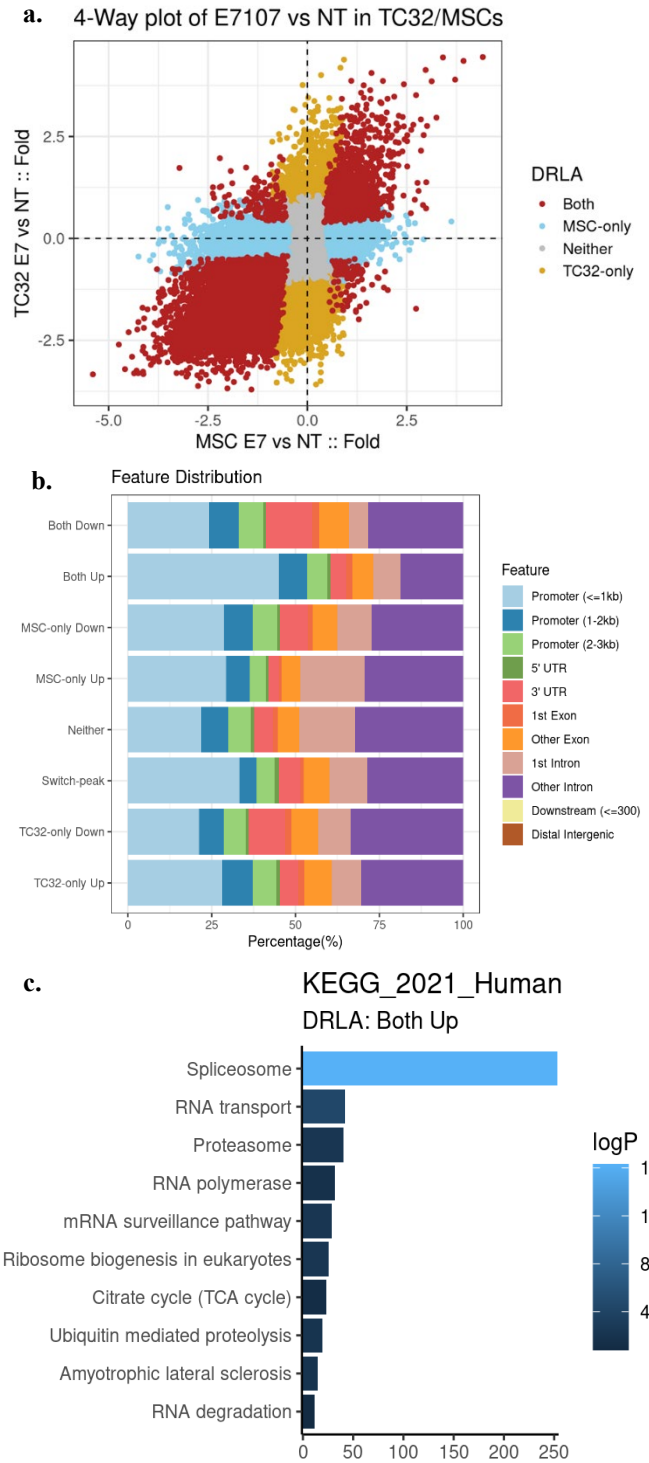 a.
4-Way plot of E7107 vs NT in TC32/MSCs
TC32 E7 vs NT :: Fold
2.5
0.0
-2.5
-5.0
-2.5
0.0
2.5
MSC E7 vs NT :: Fold
DRLA
Both
MSC-only
Neither
TC32-only
b.
Feature Distribution
Both Down
Both Up
MSC-only Down
MSC-only Up
Neither
Switch-peak
TC32-only Down
TC32-only Up
0
25
50
75
100
Percentage(%)
Feature
Promoter (<=1kb)
Promoter (1-2kb)
Promoter (2-3kb)
5' UTR
3' UTR
1st Exon
Other Exon
1st Intron
Other Intron
Downstream (<=300)
Distal Intergenic
c.
KEGG_2021_Human
DRLA: Both Up
Spliceosome
RNA transport
Proteasome
RNA polymerase
mRNA surveillance pathway
Ribosome biogenesis in eukaryotes
Citrate cycle (TCA cycle)
Ubiquitin mediated proteolysis
Amyotrophic lateral sclerosis
RNA degradation
0
50
100
150
200
250
logP
1
1
8
4